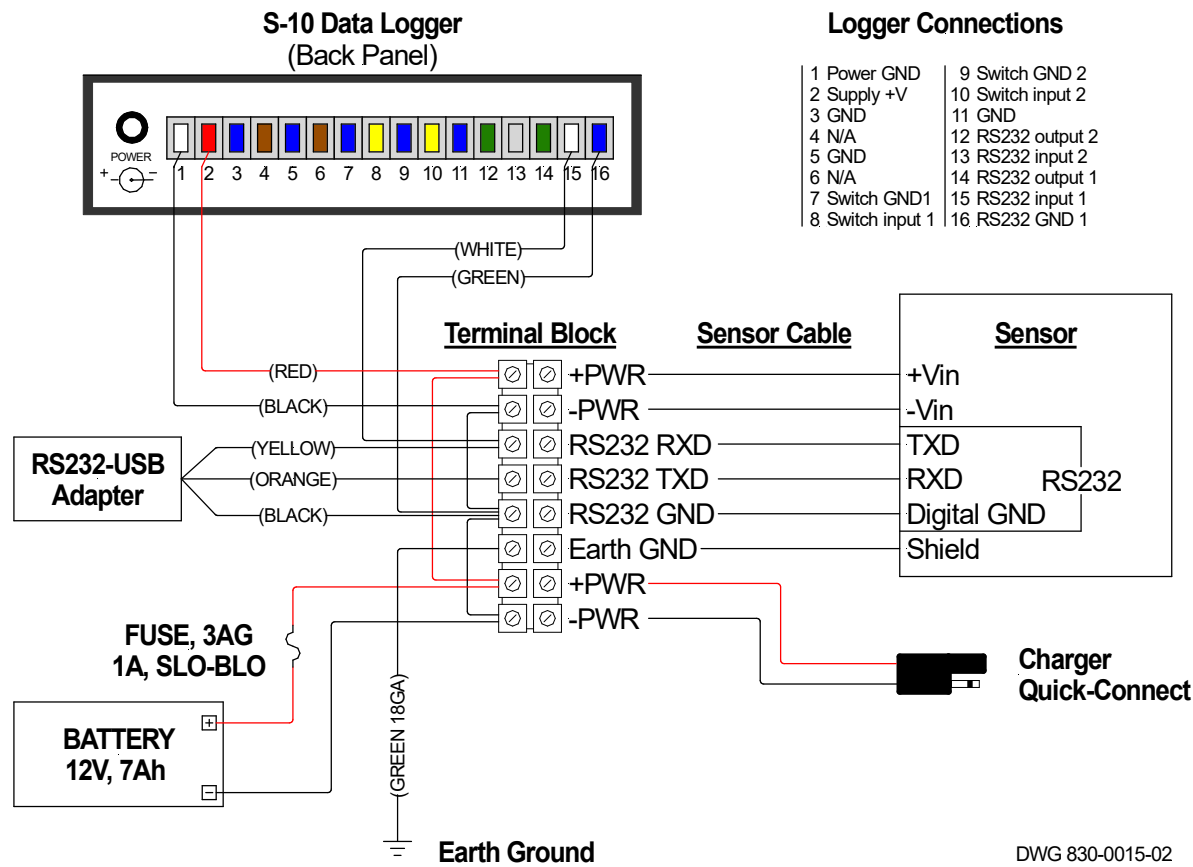 S-10 Data Logger
(Back Panel)
POWER
+ -
1 2 3 4 5 6 7 8 9 10 11 12 13 14 15 16
Logger Connections
1 Power GND
2 Supply +V
3 GND
4 N/A
5 GND
6 N/A
7 Switch GND1
8 Switch input 1
9 Switch GND 2
10 Switch input 2
11 GND
12 RS232 output 2
13 RS232 input 2
14 RS232 output 1
15 RS232 input 1
16 RS232 GND 1
(WHITE)
(GREEN)
Terminal Block
Sensor Cable
Sensor
(RED)
+PWR
+Vin
(BLACK)
-PWR
-Vin
RS232-USB
Adapter
(YELLOW)
RS232 RXD
TXD
(ORANGE)
RS232 TXD
RXD
RS232
(BLACK)
RS232 GND
Digital GND
Earth GND
Shield
+PWR
-PWR
FUSE, 3AG
1A, SLO-BLO
Charger
Quick-Connect
BATTERY
12V, 7Ah
+
-
(GREEN 18GA)
Earth Ground
DWG 830-0015-02